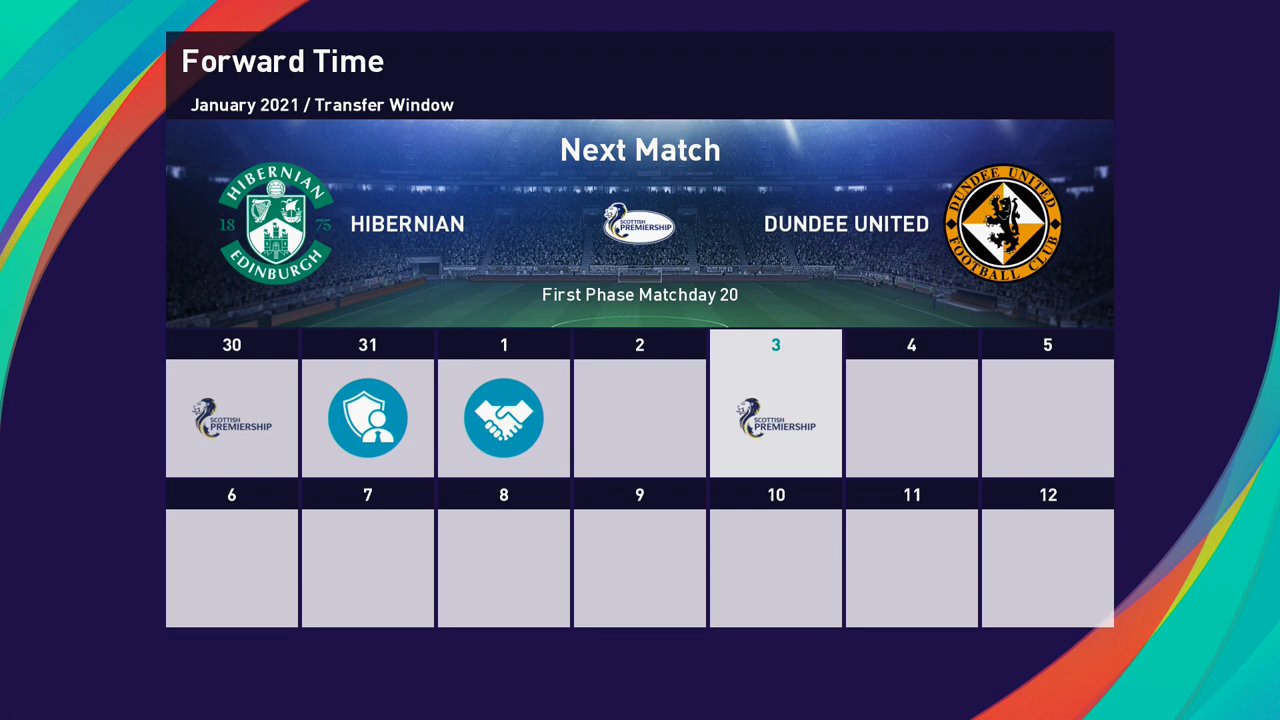 Forward Time
January 2021 / Transfer Window
Next Match
HIBERNIAN
18 75
EDINBURGH
HIBERNIAN
SCOTTISH
PREMIERSHIP
DUNDEE UNITED
DUNDEE UNITED
FOOTBALL CLUB
First Phase Matchday 20
30 31 1 2 3 4 5
SCOTTISH
PREMIERSHIP
SCOTTISH
PREMIERSHIP
6 7 8 9 10 11 12